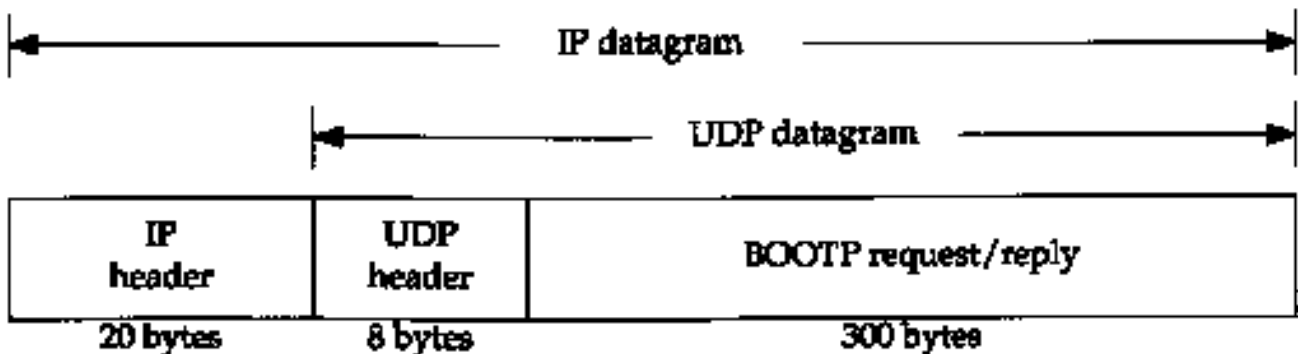 IP datagram
UDP datagram
IP
header
UDP
header
BOOTP request/reply
20 bytes
8 bytes
300 bytes